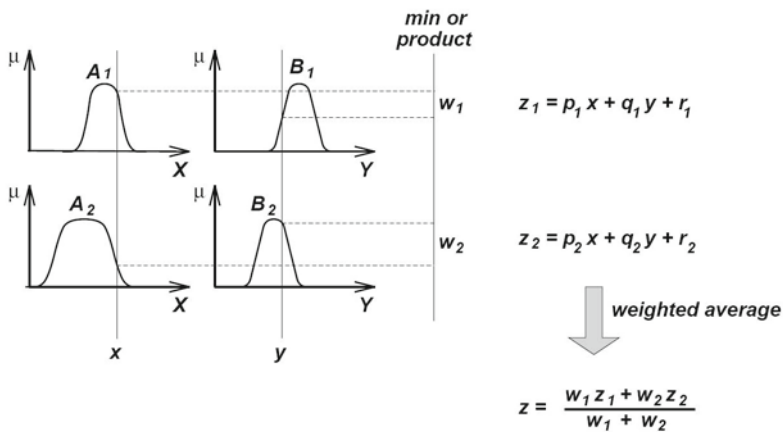 min or
product
μ
A₁
X
μ
B₁
Y
w₁
z₁ = p₁ x + q₁ y + r₁
μ
A₂
X
μ
B₂
Y
w₂
z₂ = p₂ x + q₂ y + r₂
x
y
weighted average
z = w₁ z₁ + w₂ z₂
w₁ + w₂